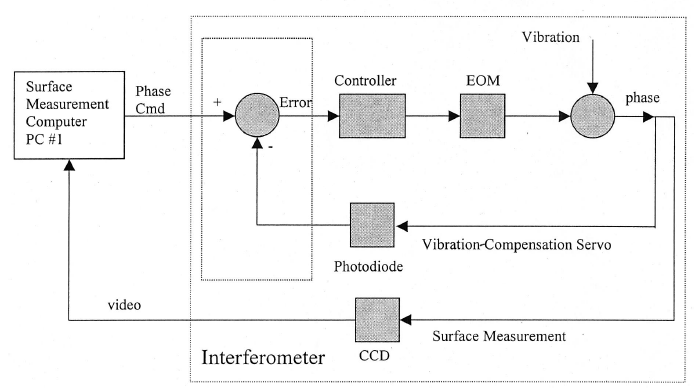 Vibration
Surface
Measurement
Computer
PC #1
Phase
Cmd
+
Error
Controller
EOM
phase
-
Photodiode
Vibration-Compensation Servo
video
Surface Measurement
Interferometer
CCD